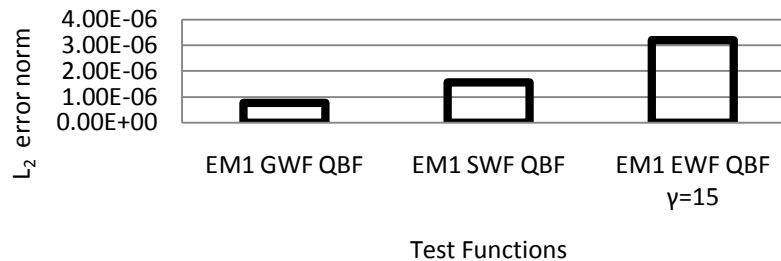 4.00E-06
3.00E-06
2.00E-06
1.00E-06
0.00E+00
L2 error norm
EM1 GWF QBF
EM1 SWF QBF
EM1 EWF QBF
γ=15
Test Functions